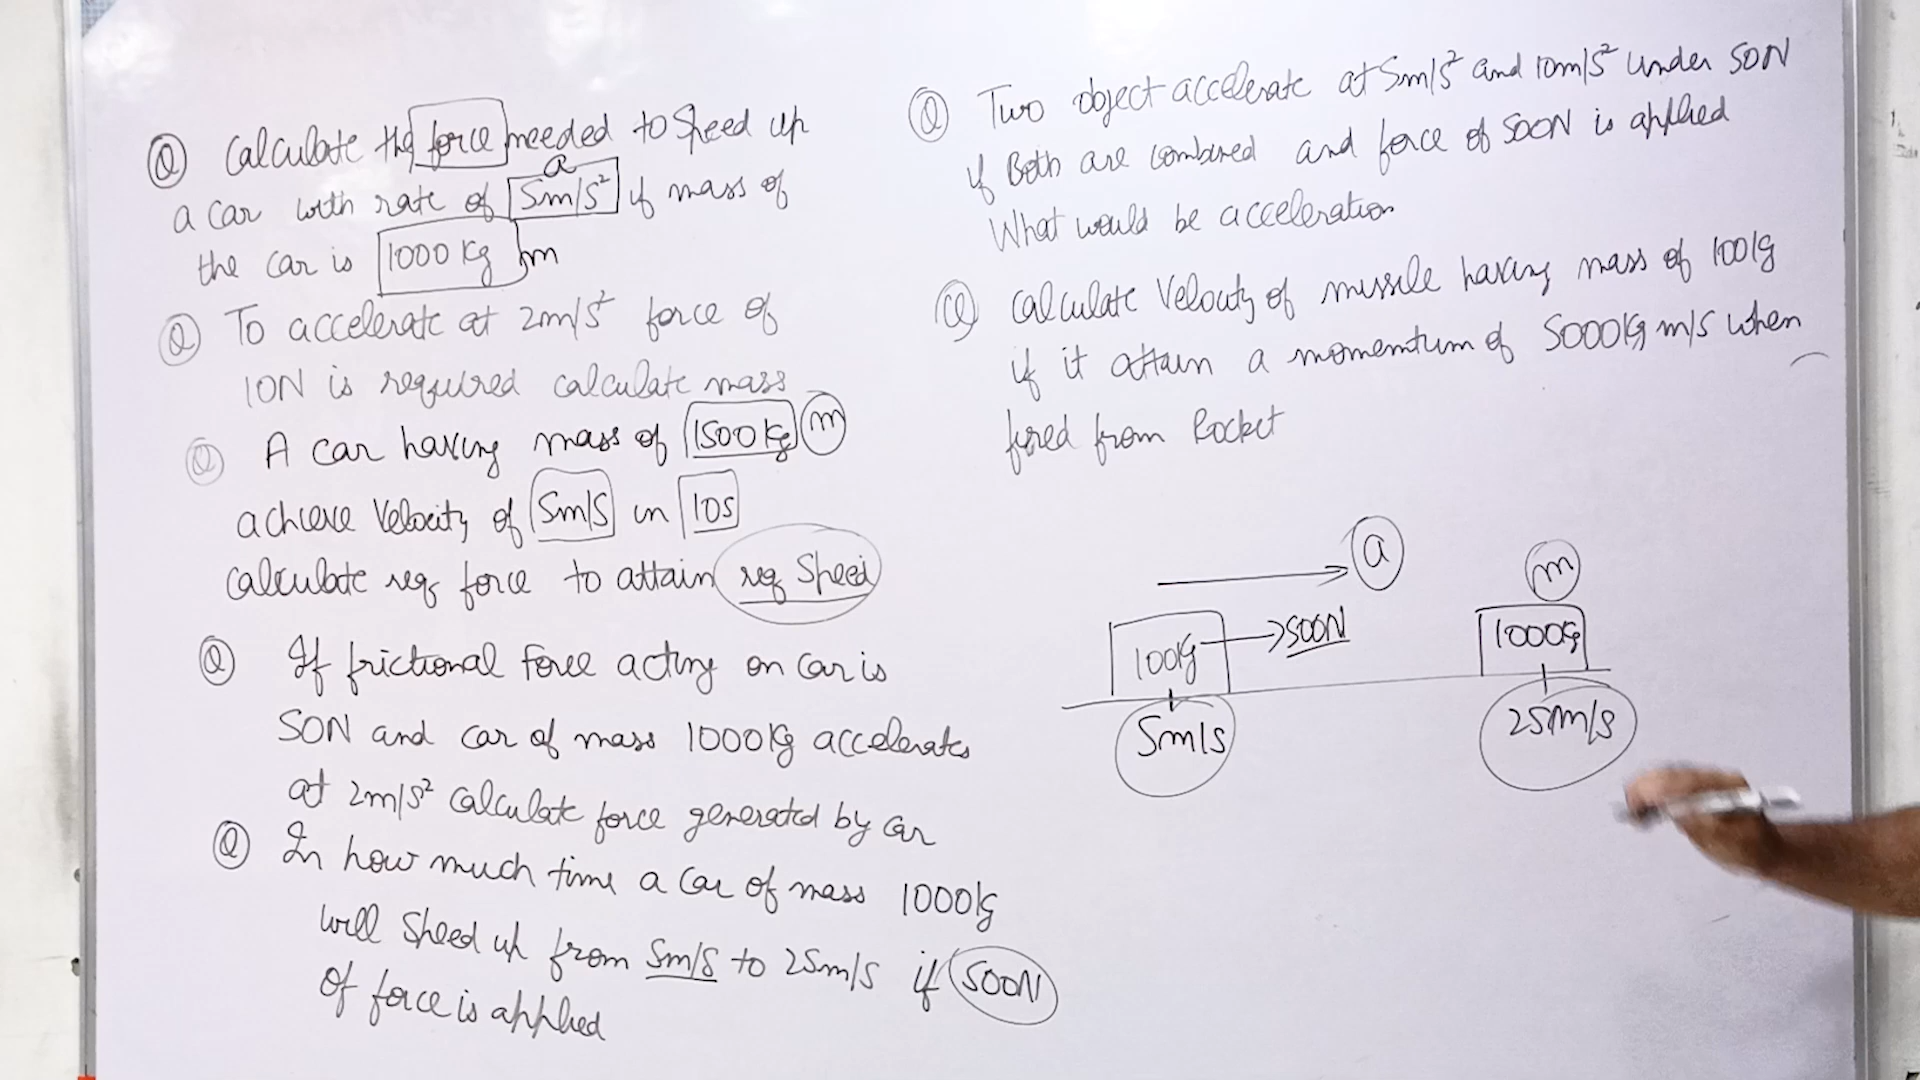 Q Calculate the force needed to speed up
a
a car with rate of 5m/s² if mass of
the car is 1000 kg m
Q To accelerate at 2m/s² force of
10N is required calculate mass
Q A car having mass of 1500 kg m
achieve velocity of 5m/s in 10s
calculate req force to attain req speed
Q If frictional force acting on car is
50N and car of mass 1000kg accelerates
at 2m/s² calculate force generated by car
Q In how much time a car of mass 1000kg
will speed up from 5m/s to 25m/s if 500N
of force is applied
Q Two object accelerate at 5m/s² and 10m/s² under 50N
if Both are combined and force of 500N is applied
What would be acceleration
Q Calculate velocity of missile having mass of 100kg
if it attain a momentum of 5000kg m/s when
fired from Rocket
a
m
100kg 500N
1000g
5m/s
25m/s